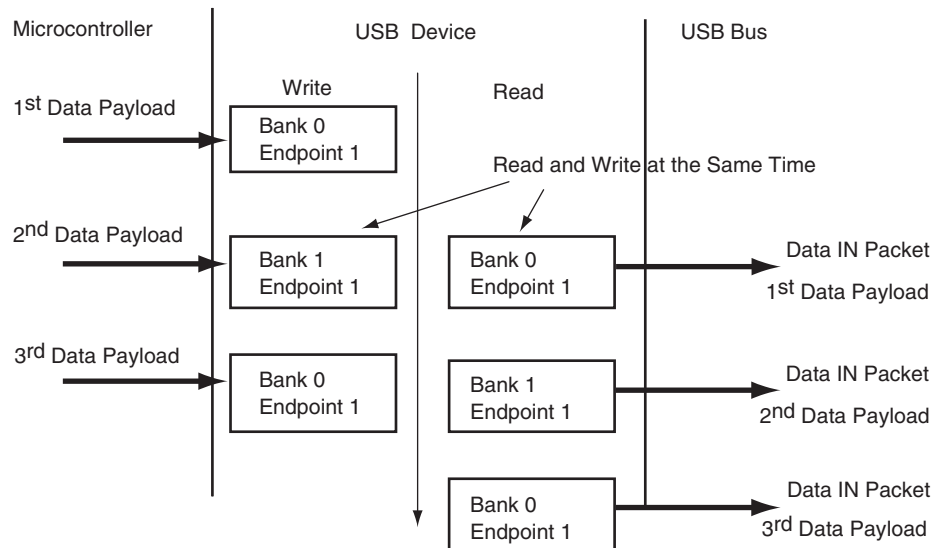 Microcontroller
USB Device
USB Bus
Write
Read
1st Data Payload
Bank 0
Endpoint 1
Read and Write at the Same Time
2nd Data Payload
Bank 1
Endpoint 1
Bank 0
Endpoint 1
Data IN Packet
1st Data Payload
3rd Data Payload
Bank 0
Endpoint 1
Bank 1
Endpoint 1
Data IN Packet
2nd Data Payload
Bank 0
Endpoint 1
Data IN Packet
3rd Data Payload